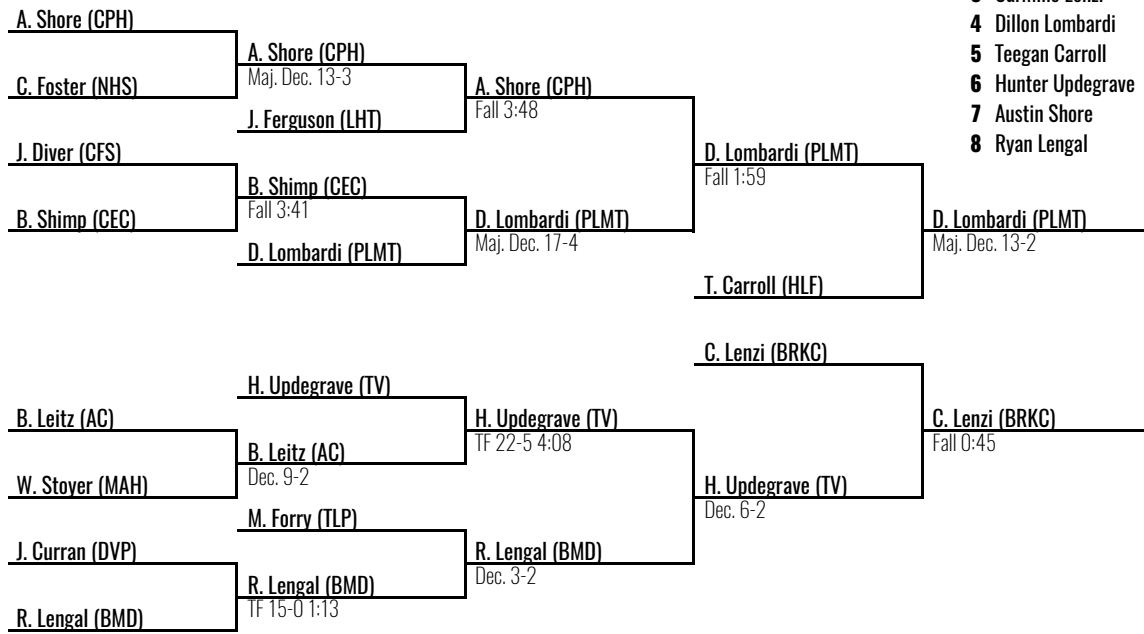 A. Shore (CPH)
C. Foster (NHS)
J. Diver (CFS)
B. Shimp (CEC)
A. Shore (CPH)
Maj. Dec. 13-3
J. Ferguson (LHT)
B. Shimp (CEC)
Fall 3:41
D. Lombardi (PLMT)
A. Shore (CPH)
Fall 3:48
D. Lombardi (PLMT)
Maj. Dec. 17-4
D. Lombardi (PLMT)
Fall 1:59
T. Carroll (HLF)
D. Lombardi (PLMT)
Maj. Dec. 13-2
4 Dillon Lombardi
5 Teegan Carroll
6 Hunter Updegrave
7 Austin Shore
8 Ryan Lengal
B. Leitz (AC)
W. Stoyer (MAH)
J. Curran (DVP)
R. Lengal (BMD)
H. Updegrave (TV)
B. Leitz (AC)
Dec. 9-2
M. Forry (TLP)
R. Lengal (BMD)
TF 15-0 1:13
H. Updegrave (TV)
TF 22-5 4:08
R. Lengal (BMD)
Dec. 3-2
C. Lenzi (BRKC)
H. Updegrave (TV)
Dec. 6-2
C. Lenzi (BRKC)
Fall 0:45